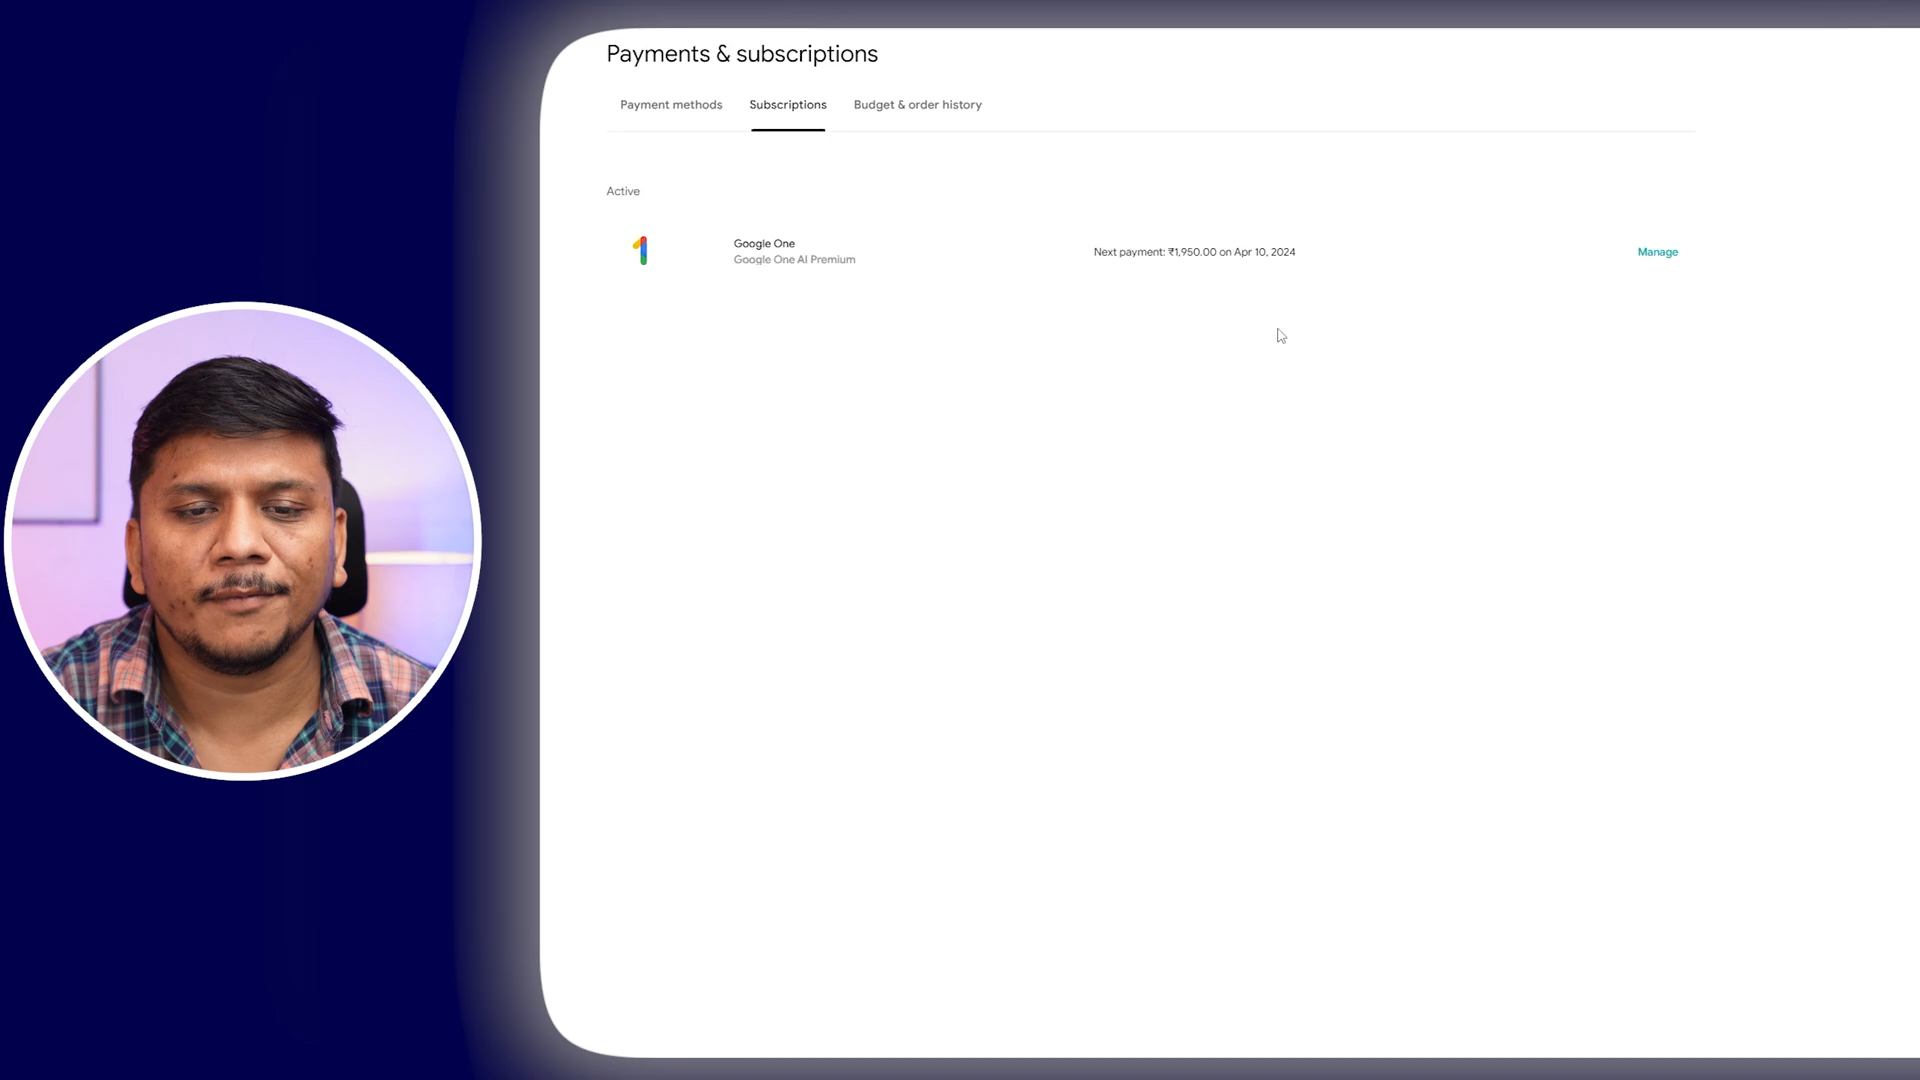 Payments & subscriptions
Payment methods Subscriptions Budget & order history
Active
Google One
Google One AI Premium
Next payment: ₹1,950.00 on Apr 10, 2024
Manage